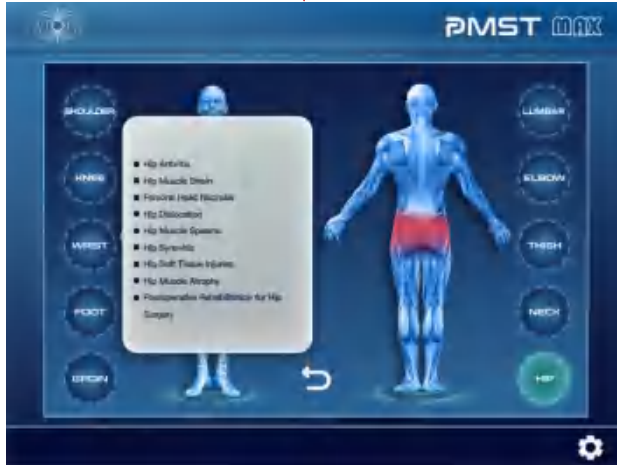 PMST MAX
SHOULDER
KNEE
WRIST
FOOT
GROIN
■ Hip Arthritis
■ Hip Muscle Strain
■ Femoral Head Necrosis
■ Hip Dislocation
■ Hip Muscle Spasms
■ Hip Synovitis
■ Hip Soft Tissue Injuries
■ Hip Muscle Atrophy
■ Postoperative Rehabilitation for Hip
Surgery
LUMBAR
ELBOW
THIGH
NECK
HIP